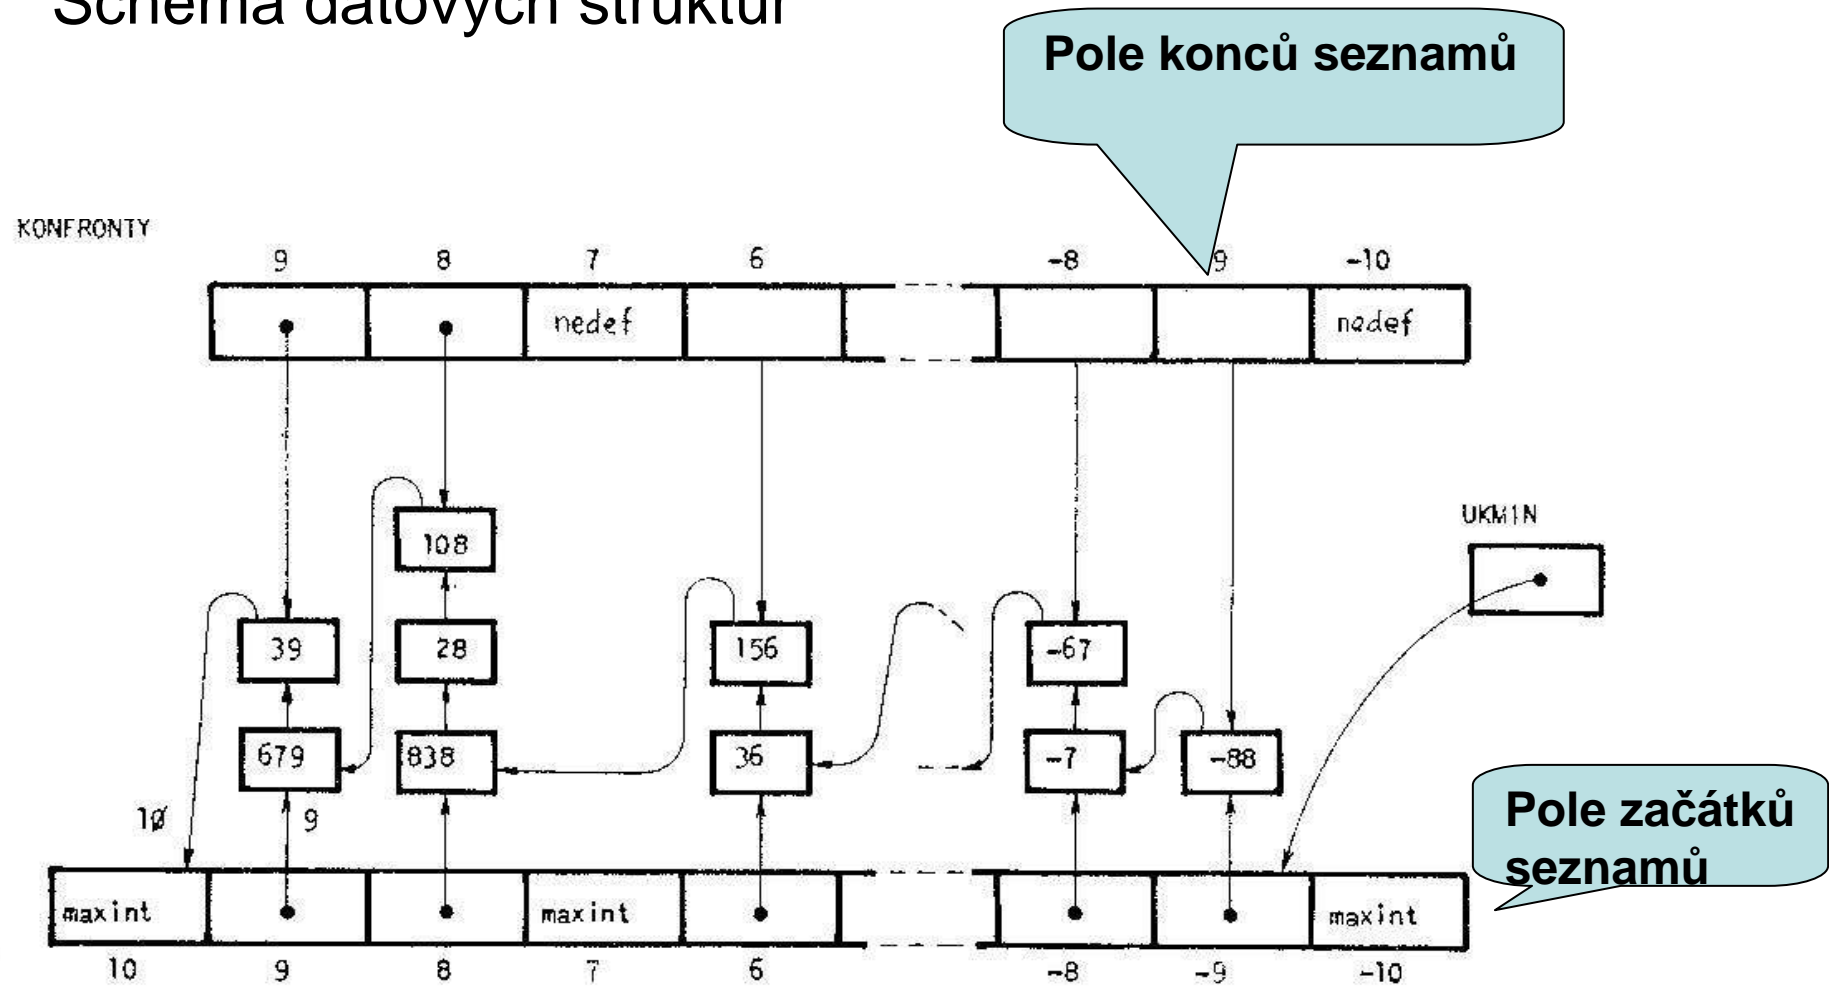 Schéma datových struktur
Pole konců seznamů
KONFRONTY
9 8 7 6 -8 9 -10
nedef nedef
108
UKMIN
39 28 156 -67
679 838 36 -7 -88
10 9
Pole začátků
seznamů
maxint maxint maxint
10 9 8 7 6 -8 -9 -10